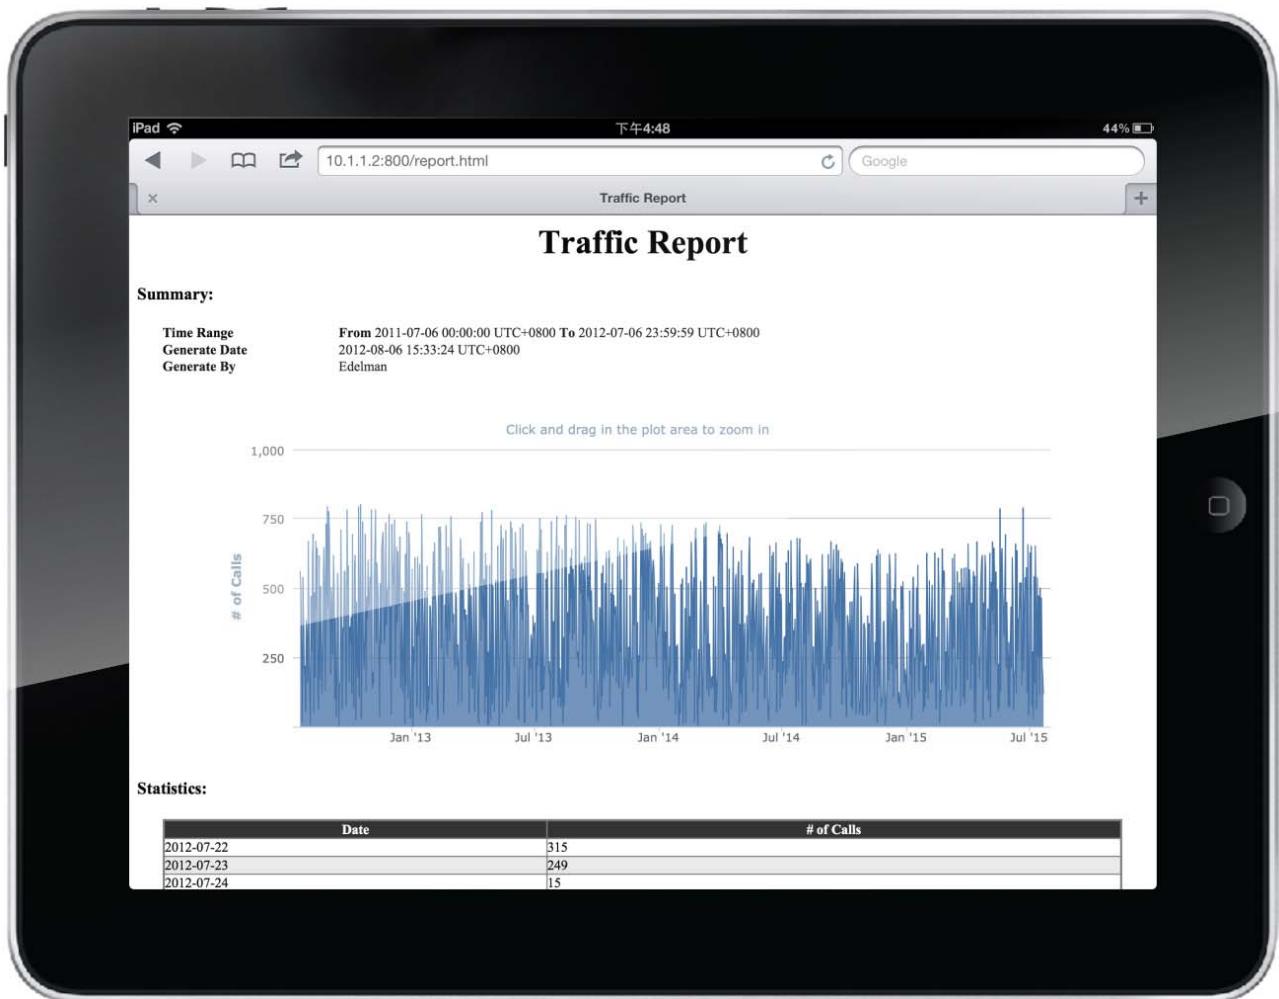 iPad 下午4:48 44%
10.1.1.2:800/report.html Google
Traffic Report
Traffic Report
Summary:
Time Range From 2011-07-06 00:00:00 UTC+0800 To 2012-07-06 23:59:59 UTC+0800
Generate Date 2012-08-06 15:33:24 UTC+0800
Generate By Edelman
Click and drag in the plot area to zoom in
1,000
750
# of Calls
500
250
Jan '13 Jul '13 Jan '14 Jul '14 Jan '15 Jul '15
Statistics:
Date # of Calls
2012-07-22 315
2012-07-23 249
2012-07-24 15